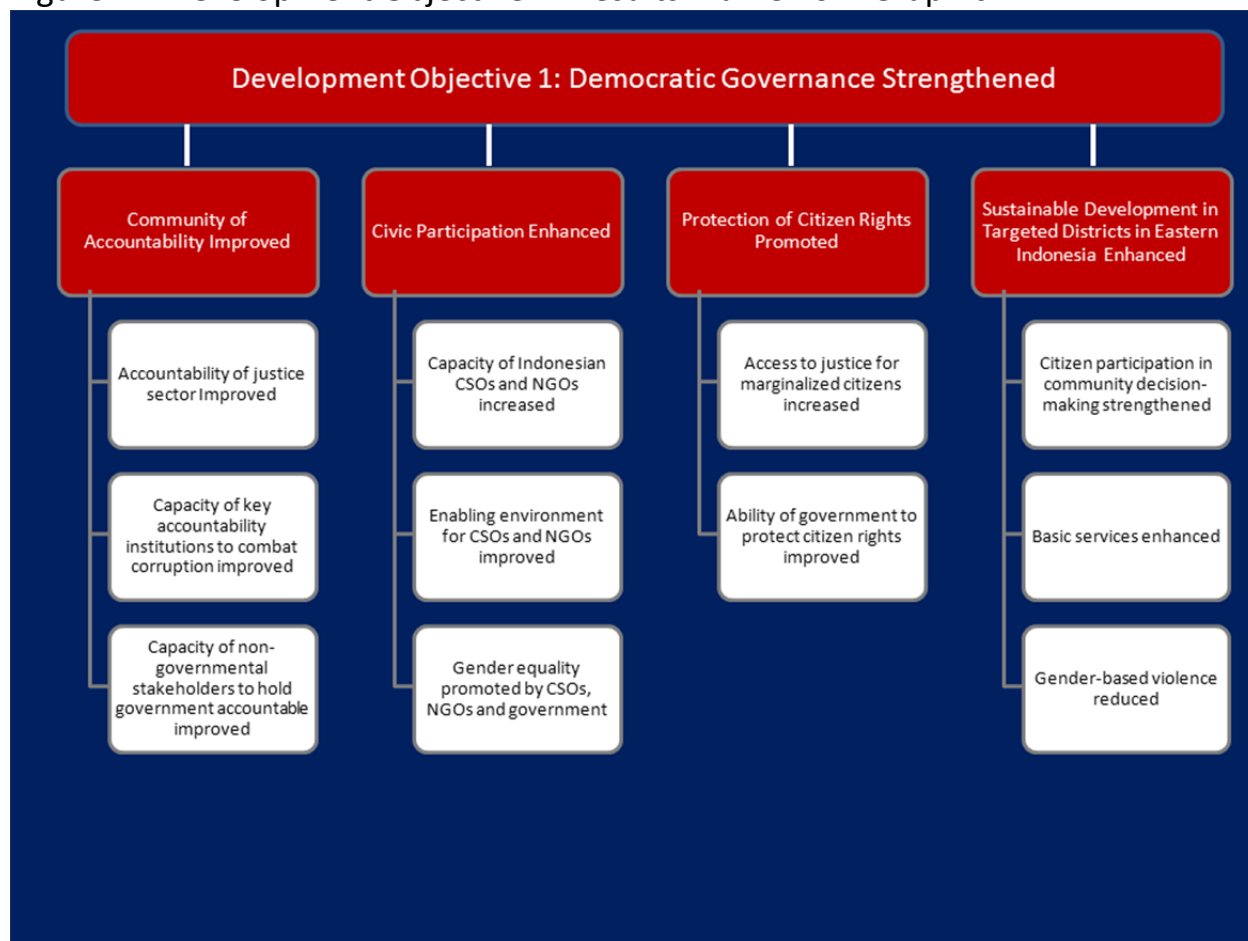 Development Objective 1: Democratic Governance Strengthened
Community of
Accountability Improved
Civic Participation Enhanced
Protection of Citizen Rights
Promoted
Sustainable Development in
Targeted Districts in Eastern
Indonesia Enhanced
Accountability of justice
sector Improved
Capacity of key
accountability
institutions to combat
corruption improved
Capacity of non-
governmental
stakeholders to hold
government accountable
improved
Capacity of Indonesian
CSOs and NGOs
increased
Enabling environment
for CSOs and NGOs
improved
Gender equality
promoted by CSOs,
NGOs and government
Access to justice for
marginalized citizens
increased
Ability of government to
protect citizen rights
improved
Citizen participation in
community decision-
making strengthened
Basic services enhanced
Gender-based violence
reduced